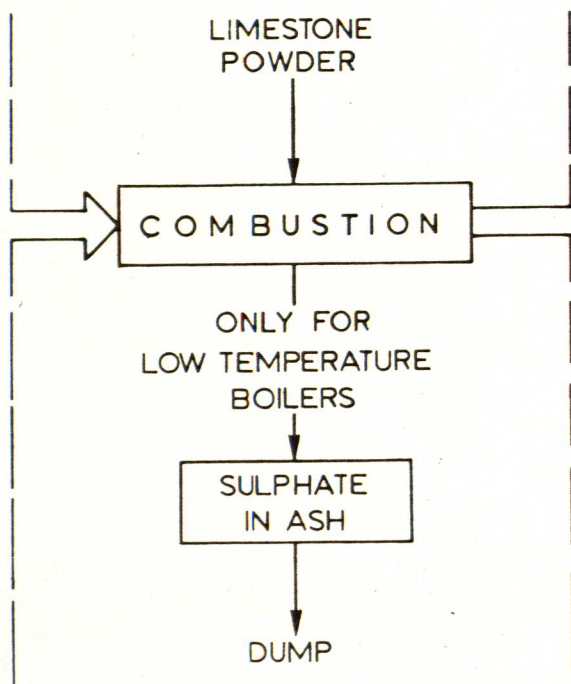 LIMESTONE
POWDER
COMBUSTION
ONLY FOR
LOW TEMPERATURE
BOILERS
SULPHATE
IN ASH
DUMP